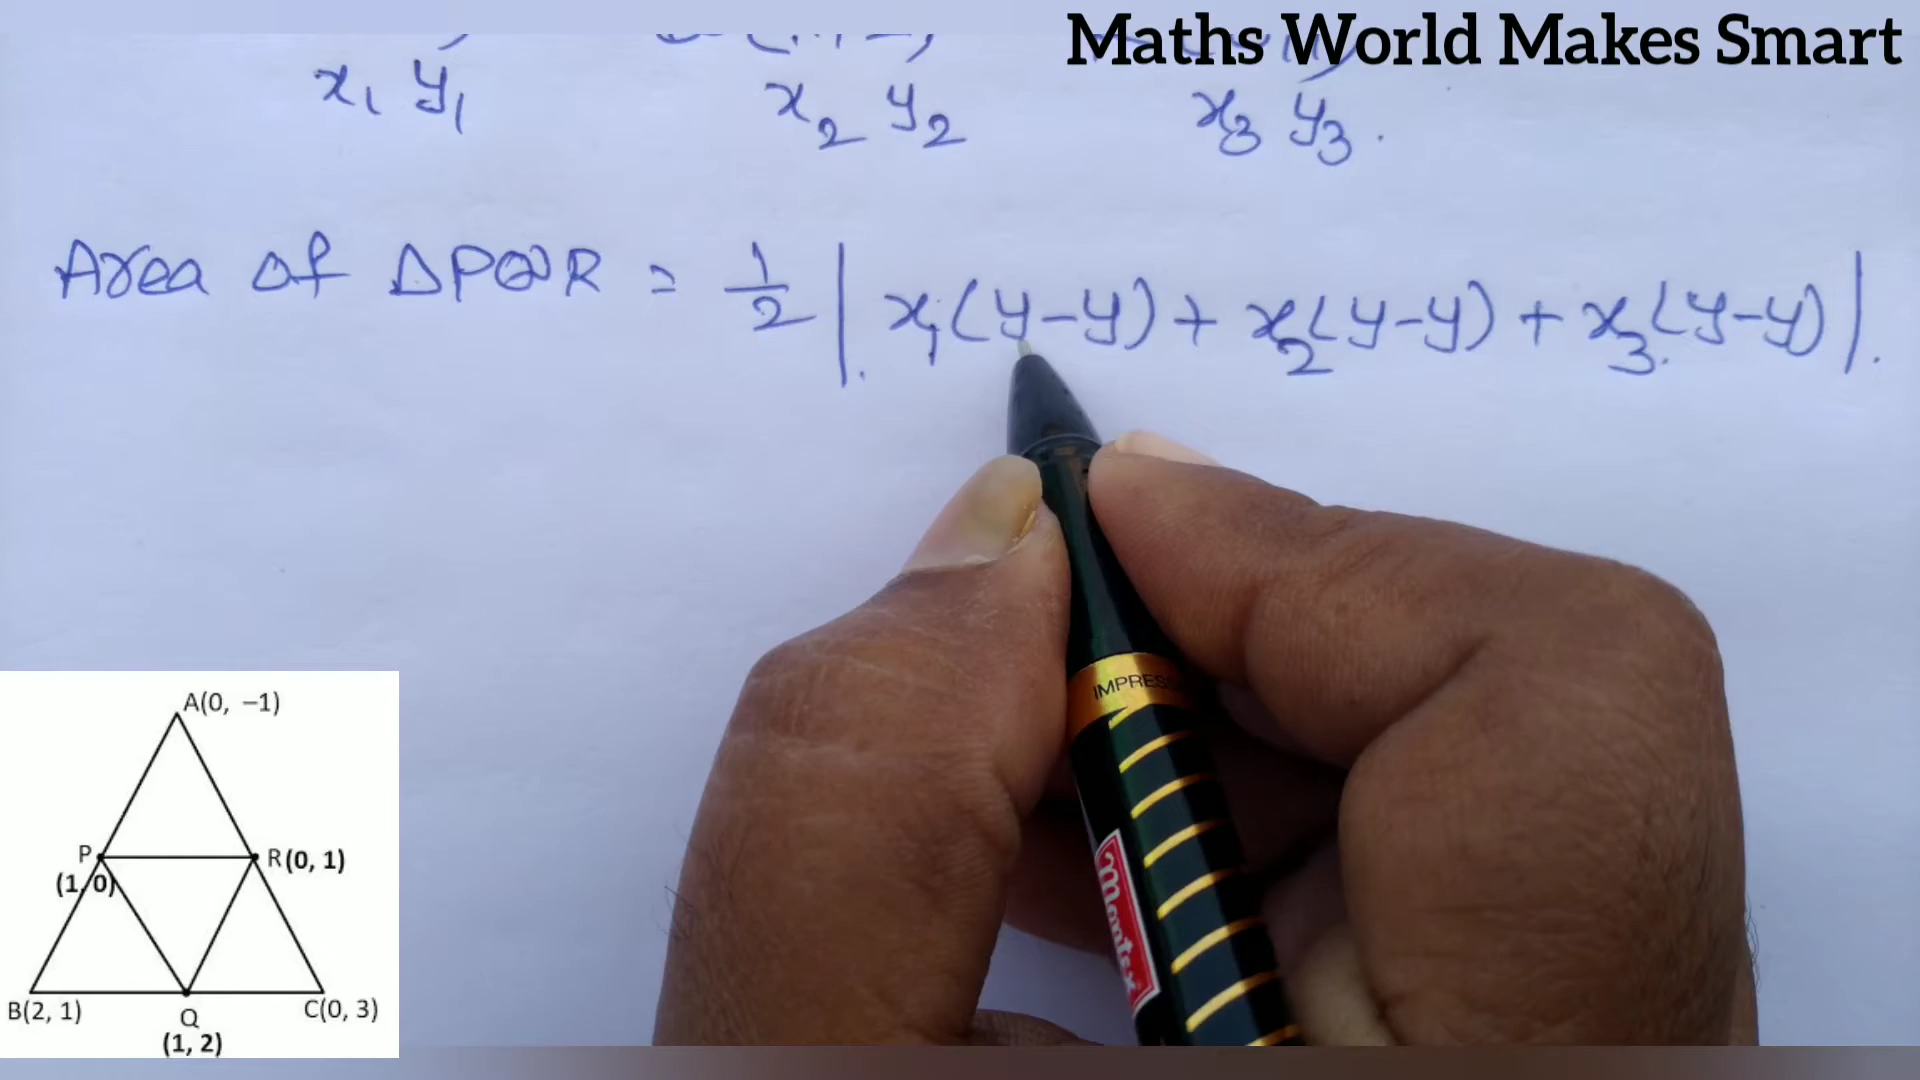 Maths World Makes Smart
x₁ y₁ x₂ y₂ x₃ y₃.
Area of ΔPQR = 1/2 | x₁(y-y) + x₂(y-y) + x₃(y-y) |.
IMPRES
Montex
A(0, –1)
P
R(0, 1)
(1, 0)
B(2, 1)
Q
C(0, 3)
(1, 2)